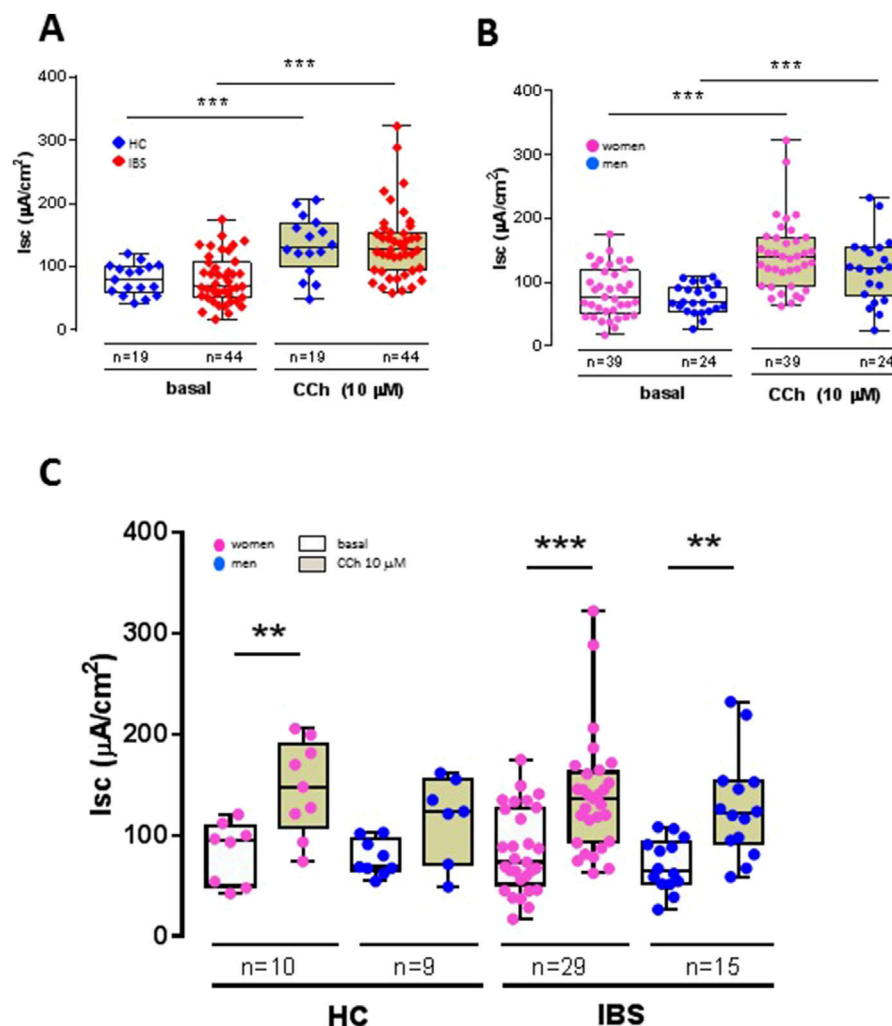 A
***
***
400
300
200
100
0
Isc (µA/cm²)
HC
IBS
n=19
n=44
n=19
n=44
basal
CCh (10 µM)
B
***
***
400
300
200
100
0
Isc (µA/cm²)
women
men
n=39
n=24
n=39
n=24
basal
CCh (10 µM)
C
400
300
200
100
0
Isc (µA/cm²)
women
men
basal
CCh 10 µM
**
***
**
n=10
n=9
n=29
n=15
HC
IBS